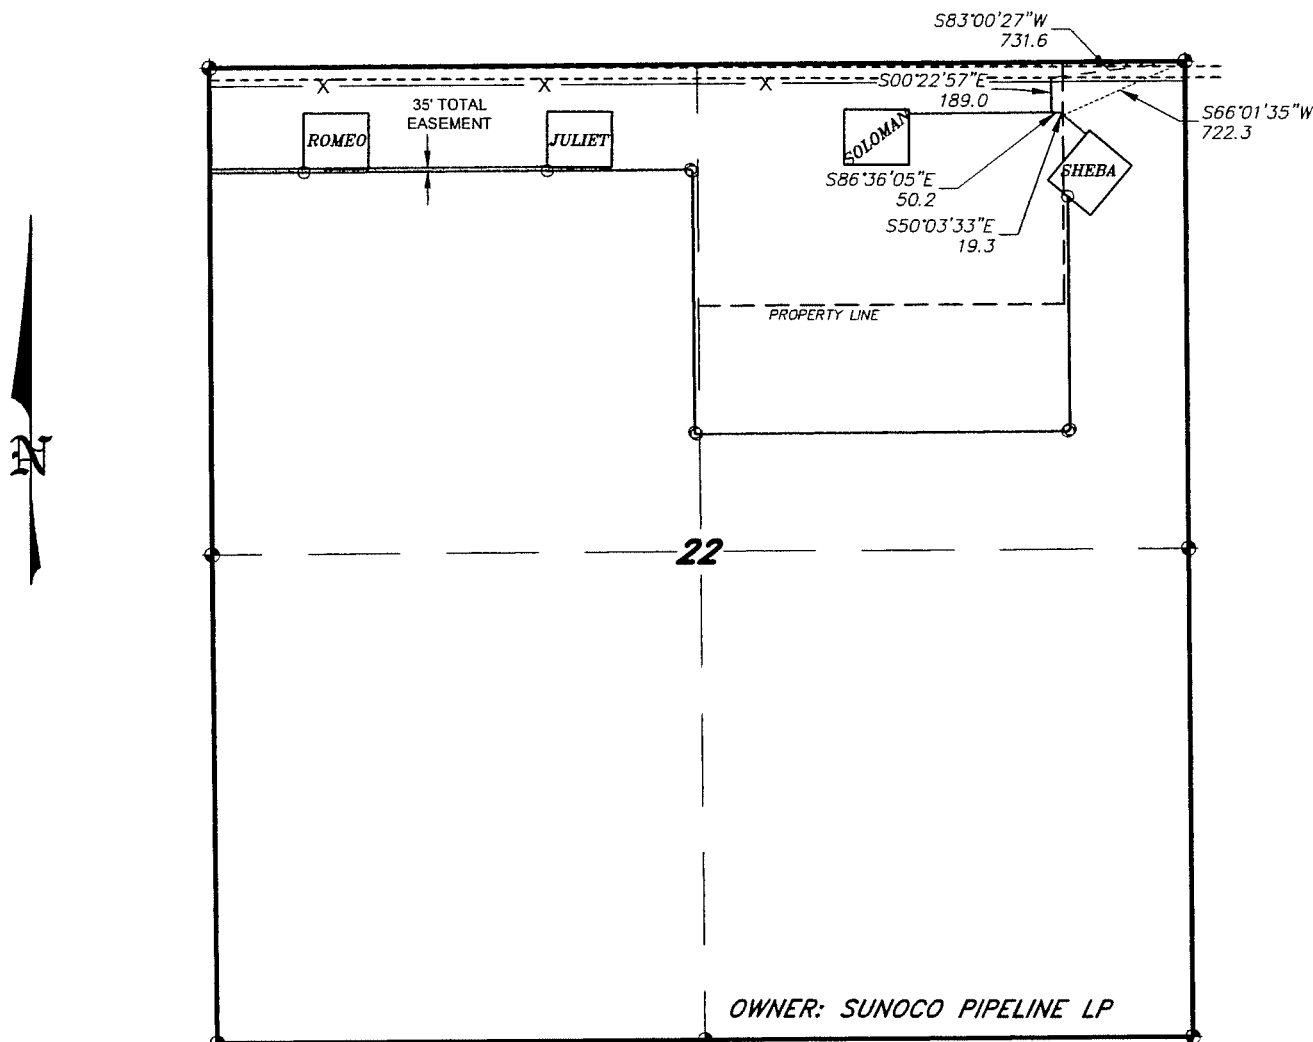 S83°00'27"W
731.6
X X X
S00°22'57"E
189.0
35' TOTAL
EASEMENT
S66°01'35"W
722.3
ROMEO
JULIET
SOLOMAN
SHEBA
S86°36'05"E
50.2
S50°03'33"E
19.3
PROPERTY LINE
N
22
OWNER: SUNOCO PIPELINE LP